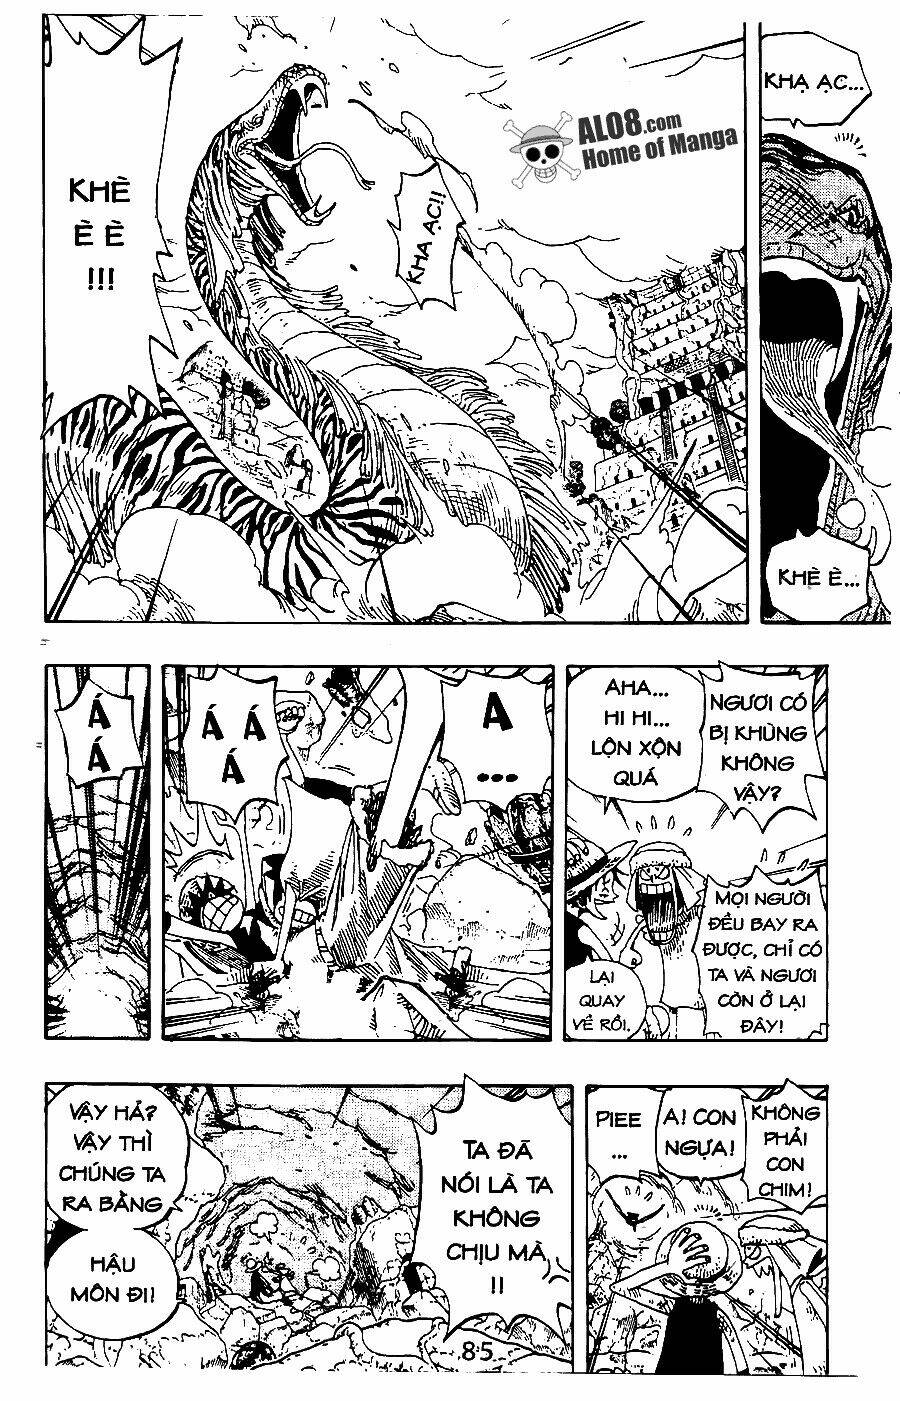 KHẠ ẠC...
KHÈ È...
ALO8.com
Home of Manga
KHẠ ẠC!!
KHÈ
È È
!!!
NGƯƠI CÓ
BỊ KHÙNG
KHÔNG
VẬY?
AHA...
HI HI...
LỘN XỘN
QUÁ
MỌI NGƯỜI
ĐỀU BAY RA
ĐƯỢC, CHỈ CÓ
TA VÀ NGƯƠI
CÒN Ở LẠI
ĐÂY!
LẠI
QUAY
VỀ RỒI.
A
...
Á Á
Á
Á
Á
KHÔNG
PHẢI
CON
CHIM!
A! CON
NGỰA!
PIEE
...
TA ĐÃ
NÓI LÀ TA
KHÔNG
CHỊU MÀ
!!
VẬY HẢ?
VẬY THÌ
CHÚNG TA
RA BẰNG
HẬU
MÔN ĐI!
85